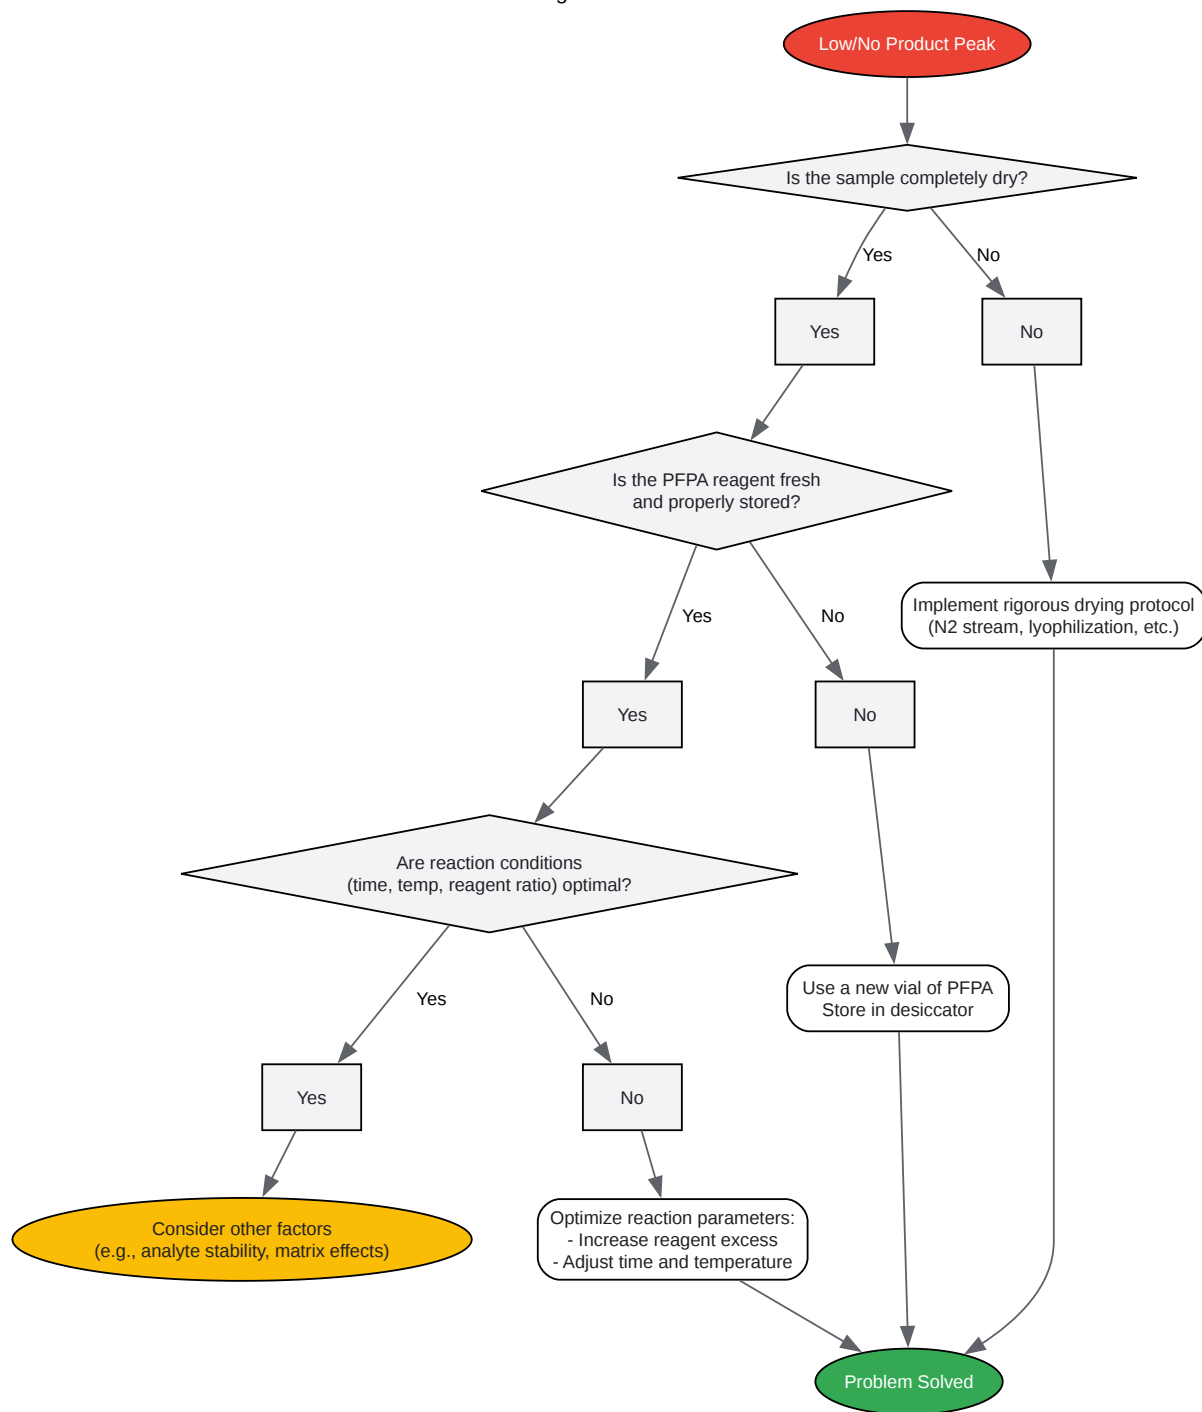 Low/No Product Peak
Is the sample completely dry?
Yes
No
Yes
No
Is the PFPA reagent fresh
and properly stored?
Implement rigorous drying protocol
(N2 stream, lyophilization, etc.)
Yes
No
Yes
No
Are reaction conditions
(time, temp, reagent ratio) optimal?
Use a new vial of PFPA
Store in desiccator
Yes
No
Yes
No
Consider other factors
(e.g., analyte stability, matrix effects)
Optimize reaction parameters:
- Increase reagent excess
- Adjust time and temperature
Problem Solved